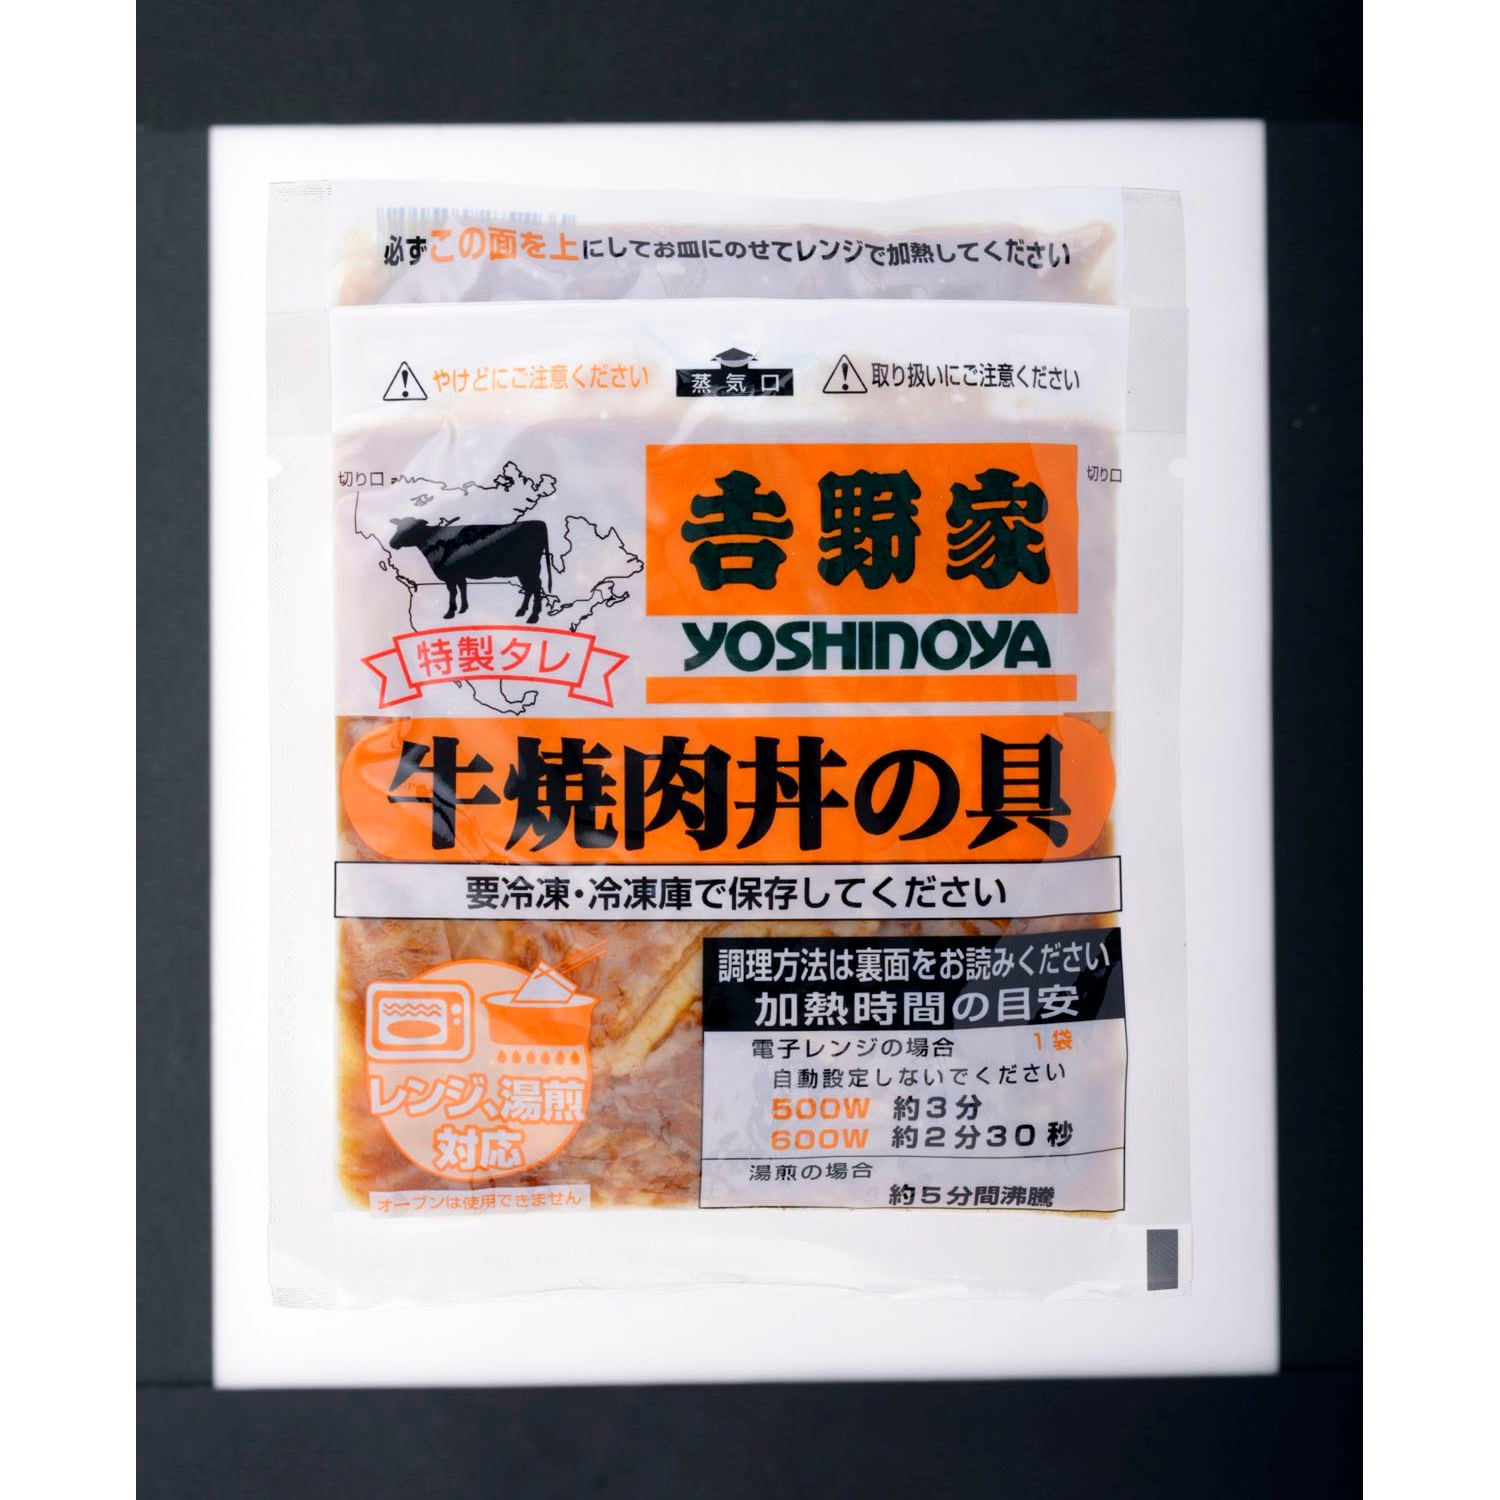 必ずこの面を上にしてお皿にのせてレンジで加熱してください
やけどにご注意ください
蒸気口
取り扱いにご注意ください
切り口
切り口
𠮷野家
YOSHINOYA
特製タレ
牛焼肉丼の具
要冷凍・冷凍庫で保存してください
調理方法は裏面をお読みください
加熱時間の目安
電子レンジの場合 1袋
自動設定しないでください
500W 約3分
600W 約2分30秒
湯煎の場合
約5分間沸騰
レンジ、湯煎
対応
オーブンは使用できません